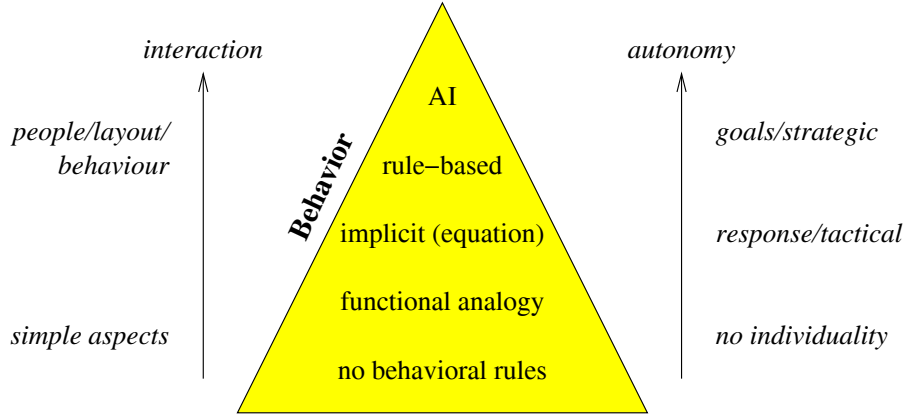 interaction
people/layout/
behaviour
simple aspects
Behavior
AI
rule−based
implicit (equation)
functional analogy
no behavioral rules
autonomy
goals/strategic
response/tactical
no individuality